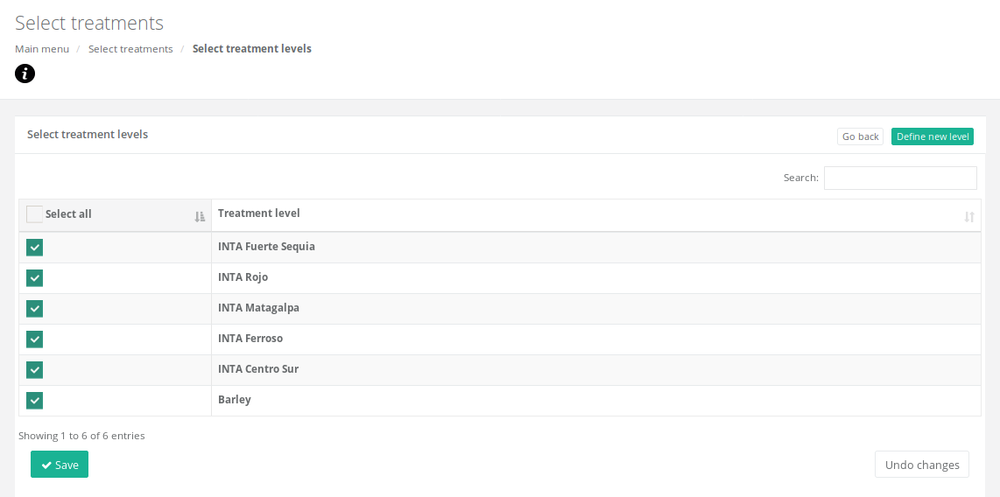 Select treatments
Main menu / Select treatments / Select treatment levels
Select treatment levels
Go back
Define new level
Search:
Select all
Treatment level
INTA Fuerte Sequia
INTA Rojo
INTA Matagalpa
INTA Ferroso
INTA Centro Sur
Barley
Showing 1 to 6 of 6 entries
Save
Undo changes